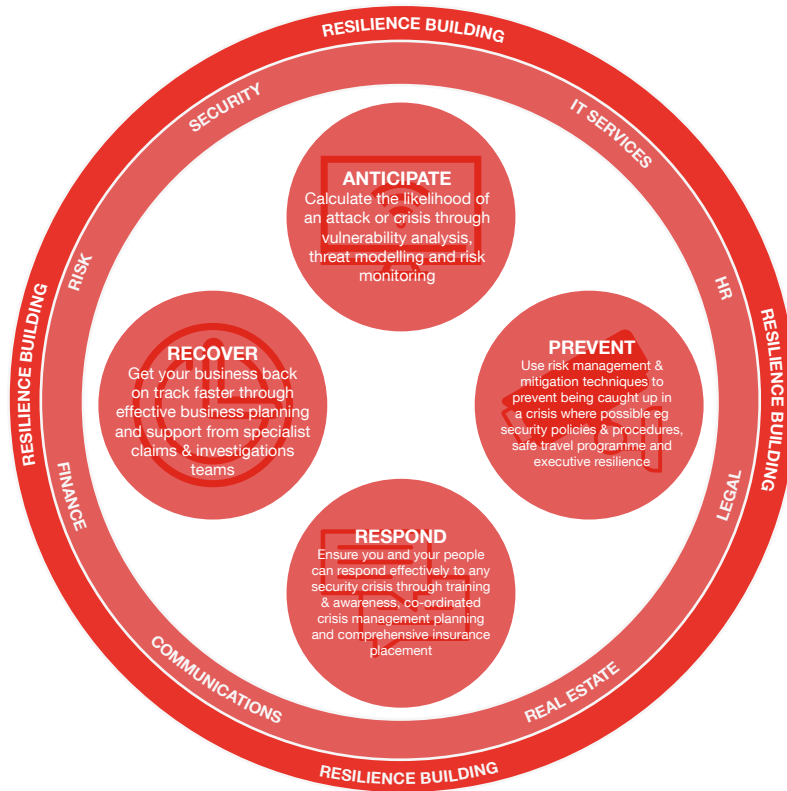 RESILIENCE BUILDING
SECURITY
IT SERVICES
ANTICIPATE
Calculate the likelihood of
an attack or crisis through
vulnerability analysis,
threat modelling and risk
monitoring
RISK
HR
RESILIENCE BUILDING
RESILIENCE BUILDING
RECOVER
Get your business back
on track faster through
effective business planning
and support from specialist
claims & investigations
teams
PREVENT
Use risk management &
mitigation techniques to
prevent being caught up in
a crisis where possible eg
security policies & procedures,
safe travel programme and
executive resilience
FINANCE
LEGAL
RESPOND
Ensure you and your people
can respond effectively to any
security crisis through training
& awareness, co-ordinated
crisis management planning
and comprehensive insurance
placement
COMMUNICATIONS
REAL ESTATE
RESILIENCE BUILDING